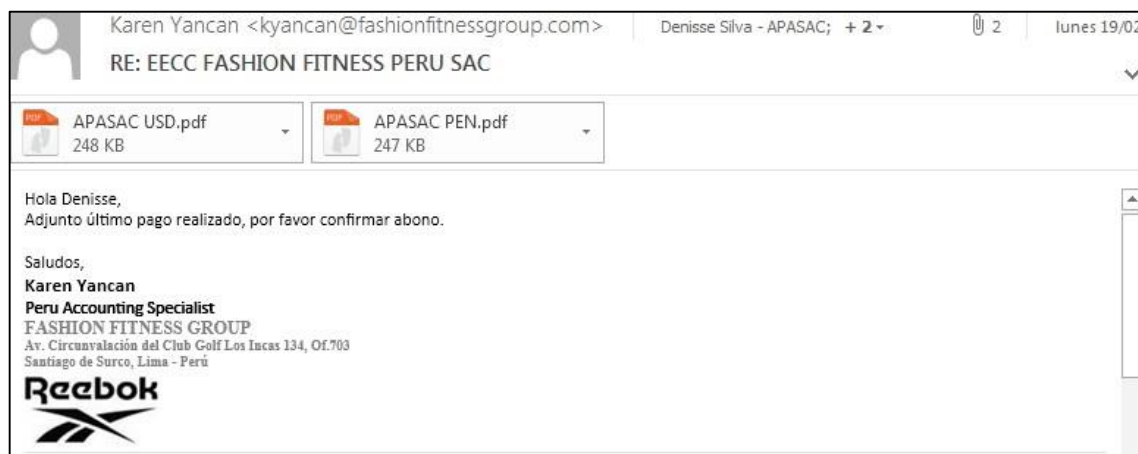 Karen Yancan <kyancan@fashionfitnessgroup.com>
Denisse Silva - APASAC; + 2
2
lunes 19/02
RE: EECC FASHION FITNESS PERU SAC
APASAC USD.pdf
248 KB
APASAC PEN.pdf
247 KB
Hola Denisse,
Adjunto último pago realizado, por favor confirmar abono.
Saludos,
Karen Yancan
Peru Accounting Specialist
FASHION FITNESS GROUP
Av. Circunvalación del Club Golf Los Incas 134, Of.703
Santiago de Surco, Lima - Perú
Reebok